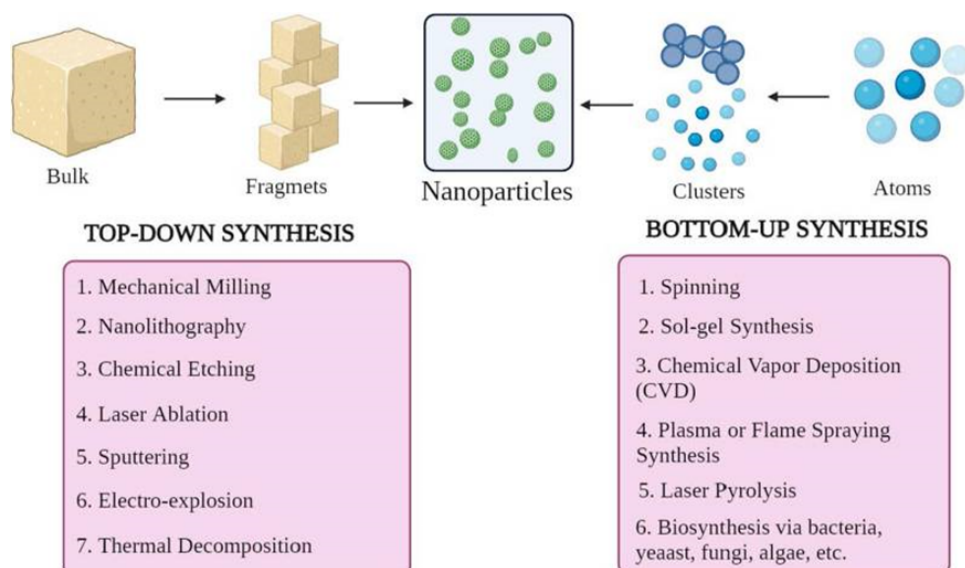 Bulk
Fragmets
Nanoparticles
Clusters
Atoms
TOP-DOWN SYNTHESIS
1. Mechanical Milling
2. Nanolithography
3. Chemical Etching
4. Laser Ablation
5. Sputtering
6. Electro-explosion
7. Thermal Decomposition
BOTTOM-UP SYNTHESIS
1. Spinning
2. Sol-gel Synthesis
3. Chemical Vapor Deposition
(CVD)
4. Plasma or Flame Spraying
Synthesis
5. Laser Pyrolysis
6. Biosynthesis via bacteria,
yeaast, fungi, algae, etc.